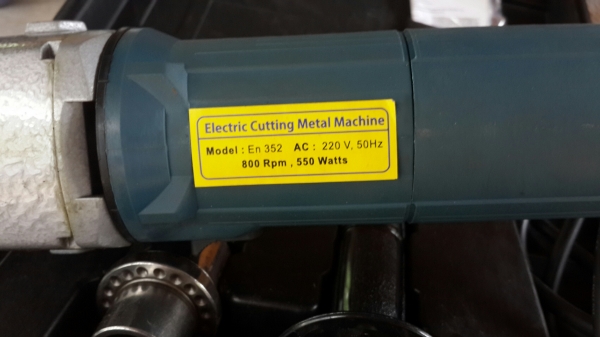 Electric Cutting Metal Machine
Model : En 352 AC : 220 V, 50Hz
800 Rpm , 550 Watts